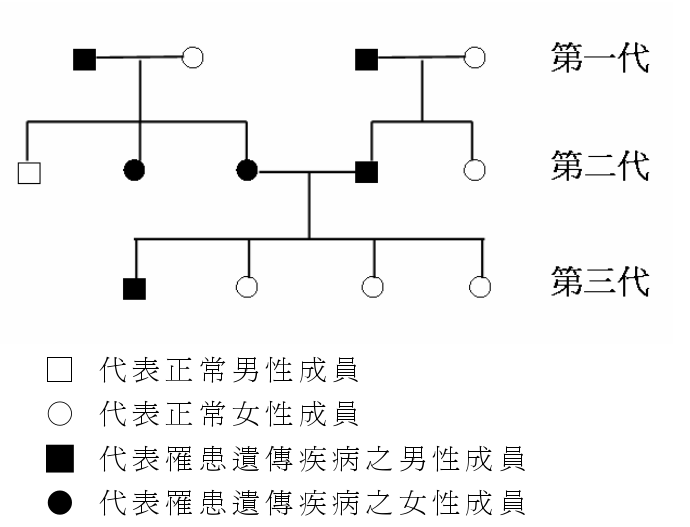 第一代
第二代
第三代
代表正常男性成員
代表正常女性成員
代表罹患遺傳疾病之男性成員
代表罹患遺傳疾病之女性成員